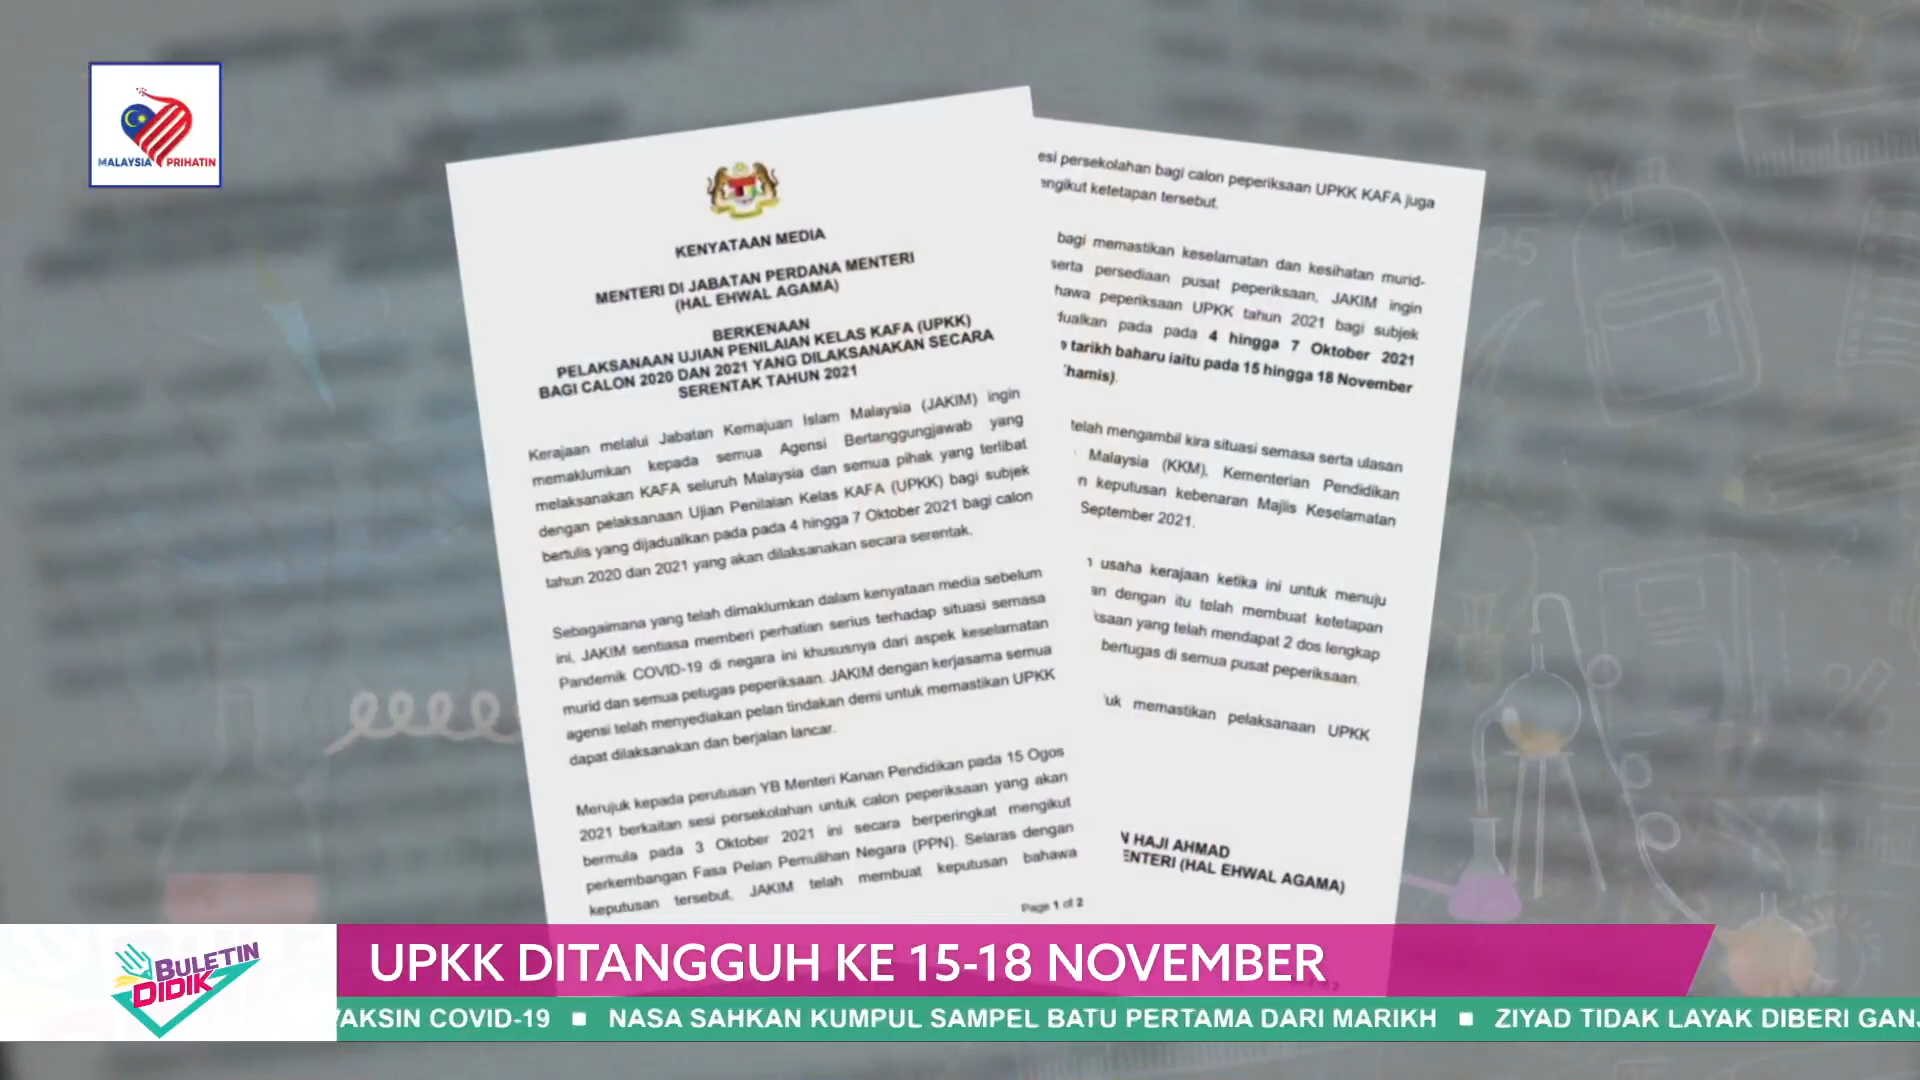 MALAYSIA PRIHATIN
KENYATAAN MEDIA
MENTERI DI JABATAN PERDANA MENTERI
(HAL EHWAL AGAMA)
BERKENAAN
PELAKSANAAN UJIAN PENILAIAN KELAS KAFA (UPKK)
BAGI CALON 2020 DAN 2021 YANG DILAKSANAKAN SECARA
SERENTAK TAHUN 2021
Kerajaan melalui Jabatan Kemajuan Islam Malaysia (JAKIM) ingin
memaklumkan kepada semua Agensi Bertanggungjawab yang
melaksanakan KAFA seluruh Malaysia dan semua pihak yang terlibat
dengan pelaksanaan Ujian Penilaian Kelas KAFA (UPKK) bagi subjek
bertulis yang dijadualkan pada pada 4 hingga 7 Oktober 2021 bagi calon
tahun 2020 dan 2021 yang akan dilaksanakan secara serentak.
Sebagaimana yang telah dimaklumkan dalam kenyataan media sebelum
ini, JAKIM sentiasa memberi perhatian serius terhadap situasi semasa
Pandemik COVID-19 di negara ini khususnya dari aspek keselamatan
murid dan semua petugas peperiksaan. JAKIM dengan kerjasama semua
agensi telah menyediakan pelan tindakan demi untuk memastikan UPKK
dapat dilaksanakan dan berjalan lancar.
Merujuk kepada perutusan YB Menteri Kanan Pendidikan pada 15 Ogos
2021 berkaitan sesi persekolahan untuk calon peperiksaan yang akan
bermula pada 3 Oktober 2021 ini secara berperingkat mengikut
perkembangan Fasa Pelan Pemulihan Negara (PPN). Selaras dengan
keputusan tersebut, JAKIM telah membuat keputusan bahawa
Page 1 of 2
esi persekolahan bagi calon peperiksaan UPKK KAFA juga
engikut ketetapan tersebut.
bagi memastikan keselamatan dan kesihatan murid-
serta persediaan pusat peperiksaan, JAKIM ingin
hawa peperiksaan UPKK tahun 2021 bagi subjek
dualkan pada pada 4 hingga 7 Oktober 2021
tarikh baharu iaitu pada 15 hingga 18 November
Khamis).
telah mengambil kira situasi semasa serta ulasan
Malaysia (KKM), Kementerian Pendidikan
n keputusan kebenaran Majlis Keselamatan
September 2021.
usaha kerajaan ketika ini untuk menuju
an dengan itu telah membuat ketetapan
ksaan yang telah mendapat 2 dos lengkap
bertugas di semua pusat peperiksaan.
uk memastikan pelaksanaan UPKK
N HAJI AHMAD
ENTERI (HAL EHWAL AGAMA)
BULETIN
DIDIK
UPKK DITANGGUH KE 15-18 NOVEMBER
VAKSIN COVID-19 ■ NASA SAHKAN KUMPUL SAMPEL BATU PERTAMA DARI MARIKH ■ ZIYAD TIDAK LAYAK DIBERI GANJ